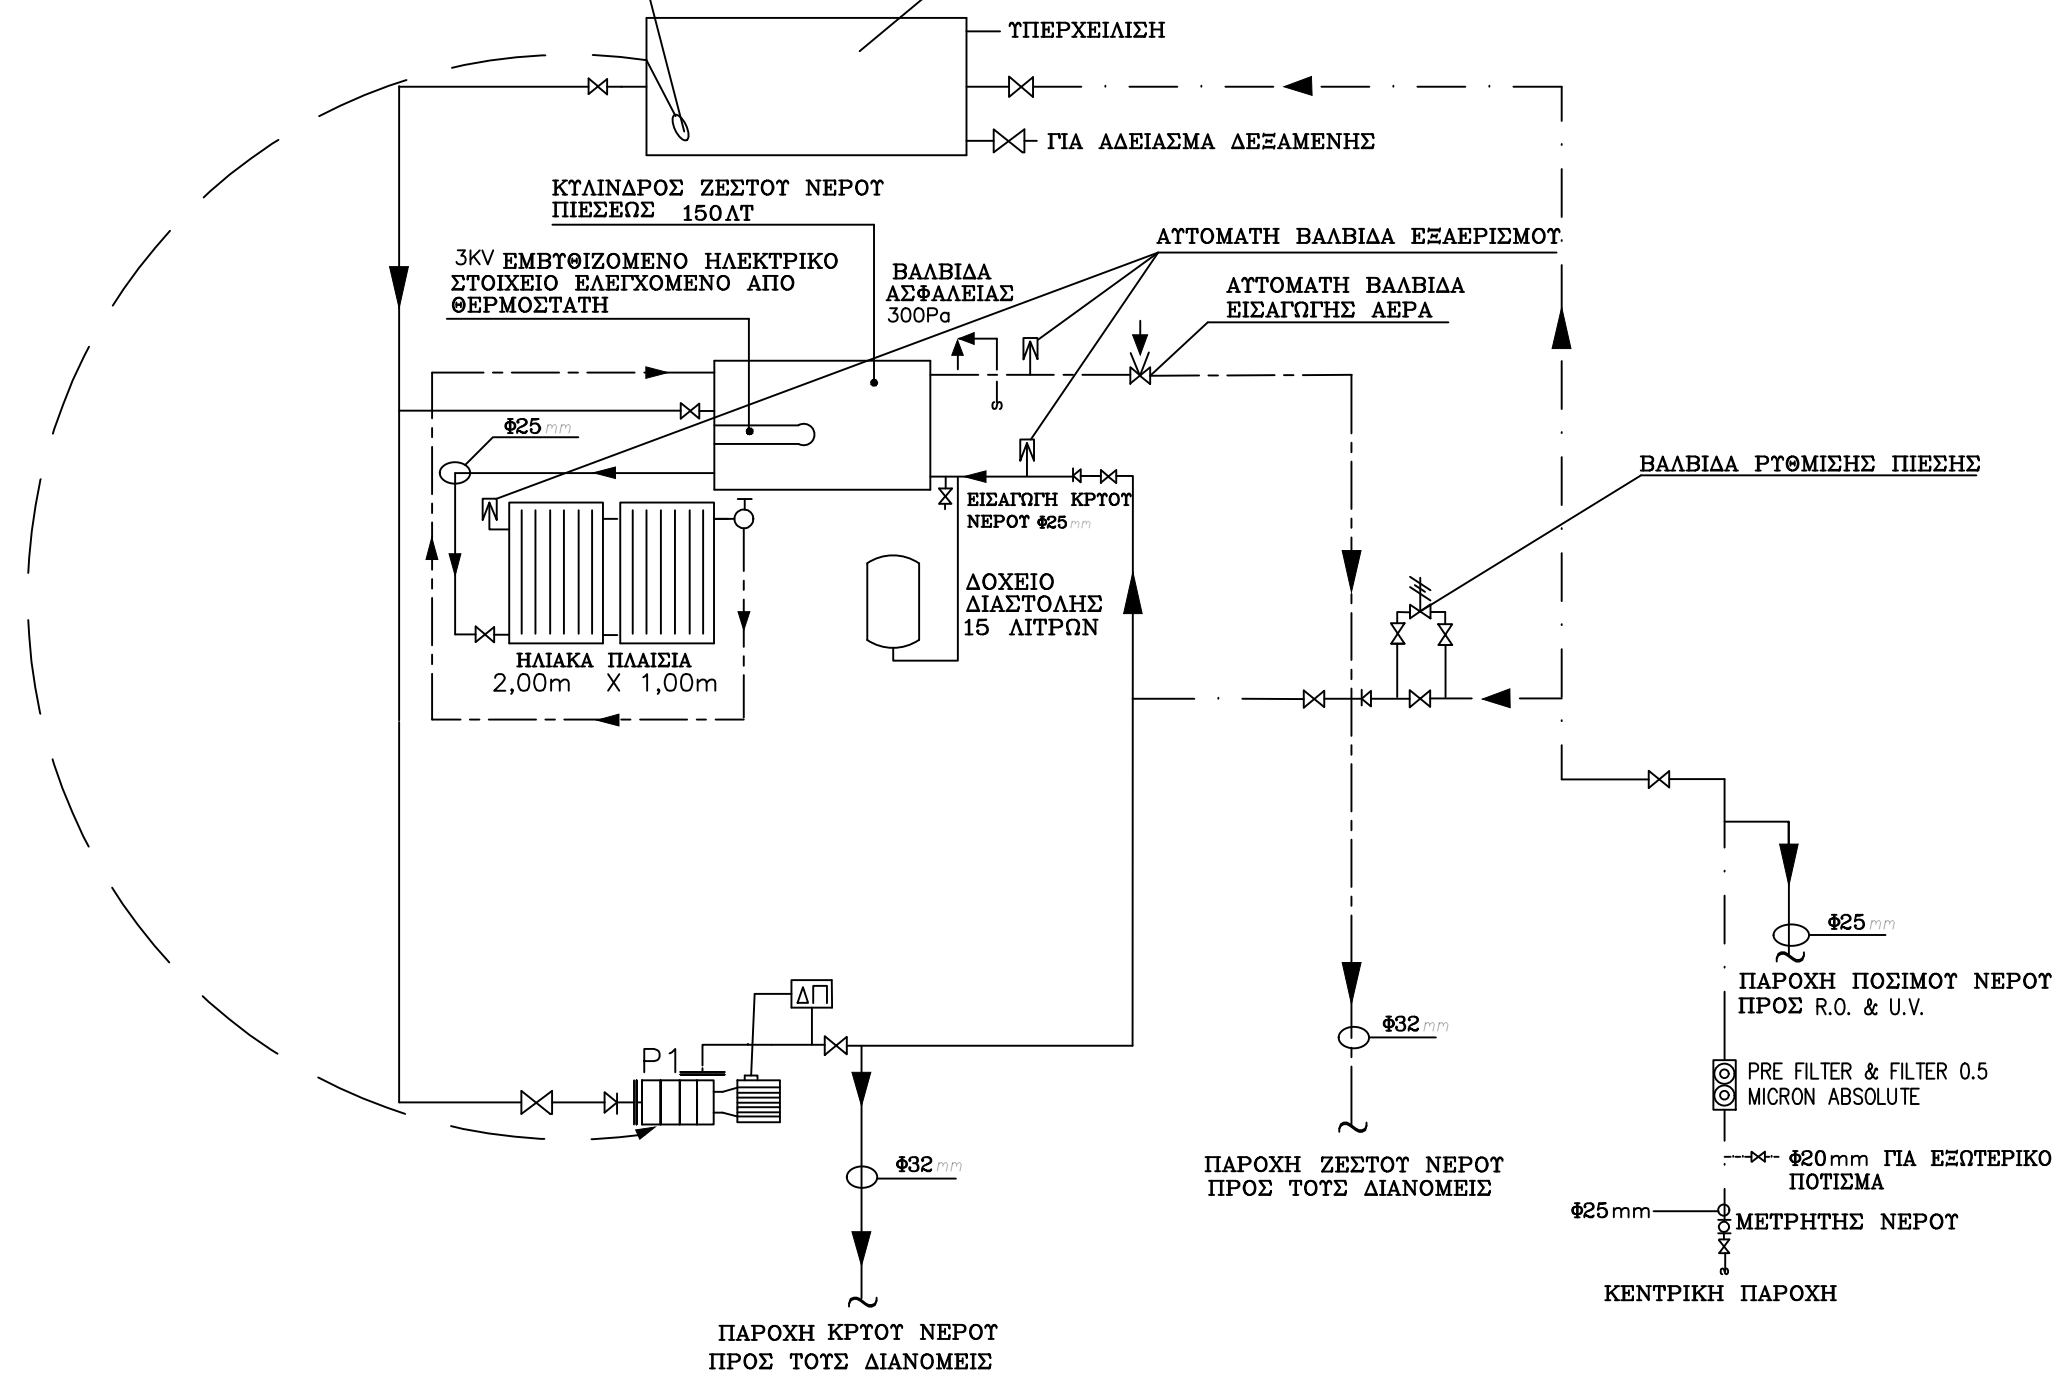 ΥΠΕΡΧΕΙΛΙΣΗ
ΓΙΑ ΑΔΕΙΑΣΜΑ ΔΕΞΑΜΕΝΗΣ
ΚΥΛΙΝΔΡΟΣ ΖΕΣΤΟΥ ΝΕΡΟΥ
ΠΙΕΣΕΩΣ 150ΛΤ
3KV ΕΜΒΥΘΙΖΟΜΕΝΟ ΗΛΕΚΤΡΙΚΟ
ΣΤΟΙΧΕΙΟ ΕΛΕΓΧΟΜΕΝΟ ΑΠΟ
ΘΕΡΜΟΣΤΑΤΗ
ΒΑΛΒΙΔΑ
ΑΣΦΑΛΕΙΑΣ
300Pa
ΑΥΤΟΜΑΤΗ ΒΑΛΒΙΔΑ ΕΞΑΕΡΙΣΜΟΥ
ΑΥΤΟΜΑΤΗ ΒΑΛΒΙΔΑ
ΕΙΣΑΓΩΓΗΣ ΑΕΡΑ
s
Φ25mm
ΒΑΛΒΙΔΑ ΡΥΘΜΙΣΗΣ ΠΙΕΣΗΣ
ΕΙΣΑΓΩΓΗ ΚΡΥΟΥ
ΝΕΡΟΥ Φ25mm
ΔΟΧΕΙΟ
ΔΙΑΣΤΟΛΗΣ
15 ΛΙΤΡΩΝ
ΗΛΙΑΚΑ ΠΛΑΙΣΙΑ
2,00m X 1,00m
Φ25mm
ΠΑΡΟΧΗ ΠΟΣΙΜΟΥ ΝΕΡΟΥ
ΠΡΟΣ R.O. & U.V.
ΔΠ
P1
Φ32mm
PRE FILTER & FILTER 0.5
MICRON ABSOLUTE
Φ32mm
ΠΑΡΟΧΗ ΖΕΣΤΟΥ ΝΕΡΟΥ
ΠΡΟΣ ΤΟΥΣ ΔΙΑΝΟΜΕΙΣ
Φ20mm ΓΙΑ ΕΞΩΤΕΡΙΚΟ
ΠΟΤΙΣΜΑ
Φ25mm
ΜΕΤΡΗΤΗΣ ΝΕΡΟΥ
s
ΚΕΝΤΡΙΚΗ ΠΑΡΟΧΗ
ΠΑΡΟΧΗ ΚΡΥΟΥ ΝΕΡΟΥ
ΠΡΟΣ ΤΟΥΣ ΔΙΑΝΟΜΕΙΣ